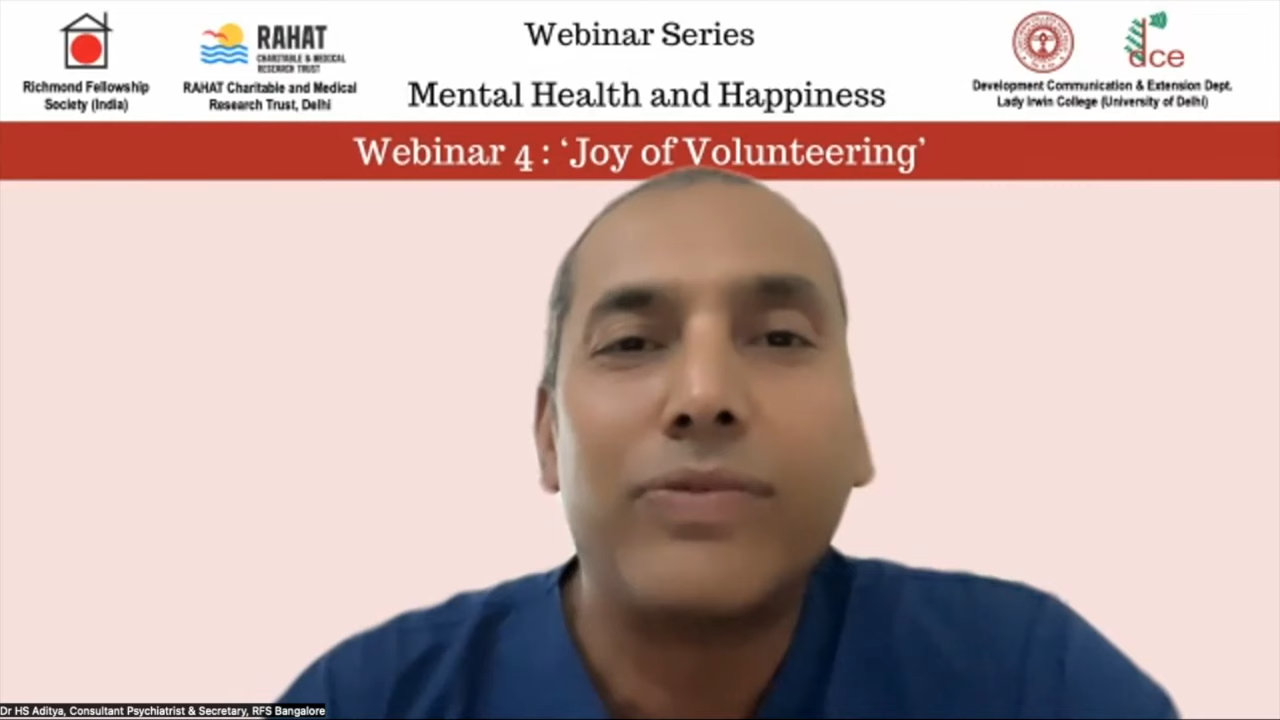 Webinar Series
Mental Health and Happiness
RAHAT
CHARITABLE & MEDICAL
RESEARCH TRUST
Richmond Fellowship
Society (India)
RAHAT Charitable and Medical
Research Trust, Delhi
dce
Development Communication & Extension Dept.
Lady Irwin College (University of Delhi)
Webinar 4 : ‘Joy of Volunteering’
Dr HS Aditya, Consultant Psychiatrist & Secretary, RFS Bangalore